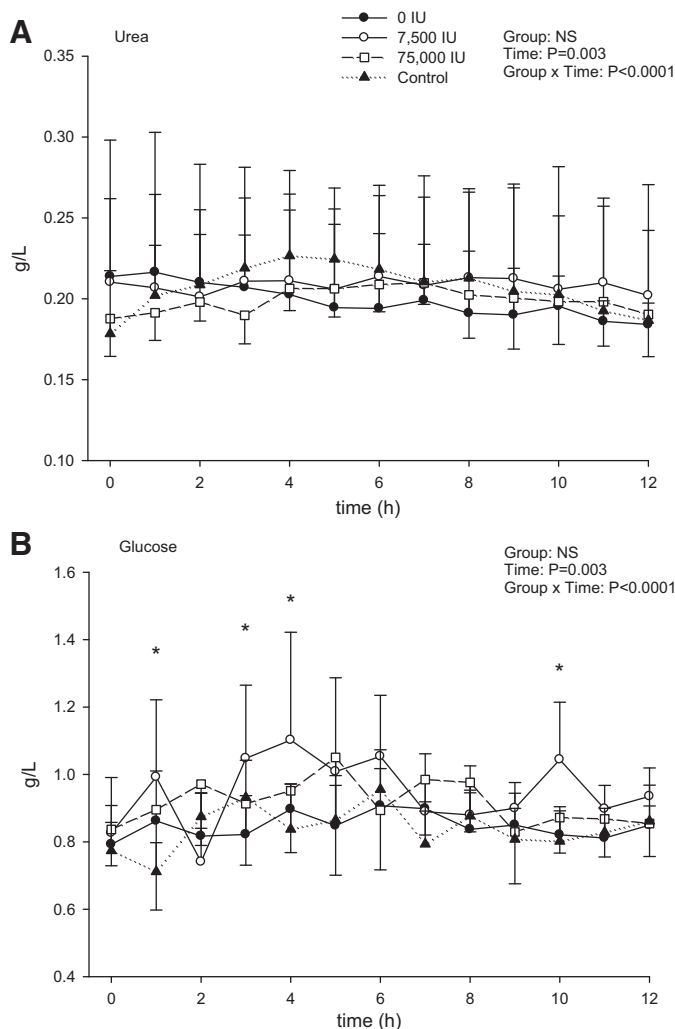 A
Urea
0 IU
7,500 IU
75,000 IU
Control
Group: NS
Time: P=0.003
Group x Time: P<0.0001
0.35
0.30
0.25
0.20
0.15
0.10
g/L
0 2 4 6 8 10 12
time (h)
B
Glucose
Group: NS
Time: P=0.003
Group x Time: P<0.0001
1.6
1.4
1.2
1.0
0.8
0.6
0.4
g/L
* * * *
0 2 4 6 8 10 12
time (h)